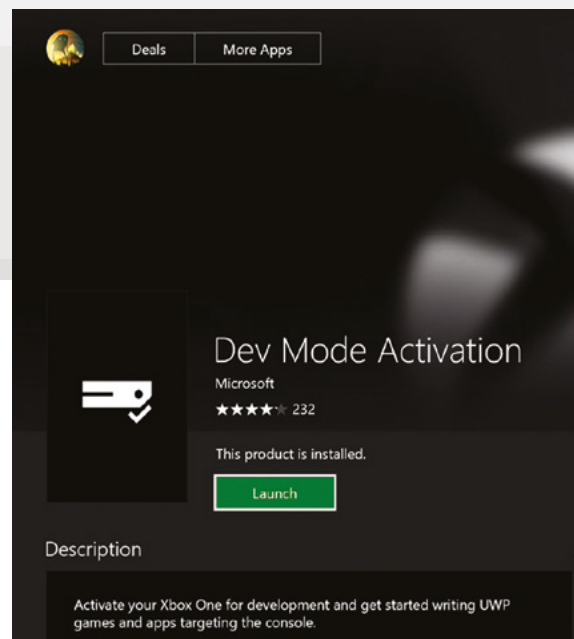 Deals More Apps
Dev Mode Activation
Microsoft
232
This product is installed.
Launch
Description
Activate your Xbox One for development and get started writing UWP
games and apps targeting the console.